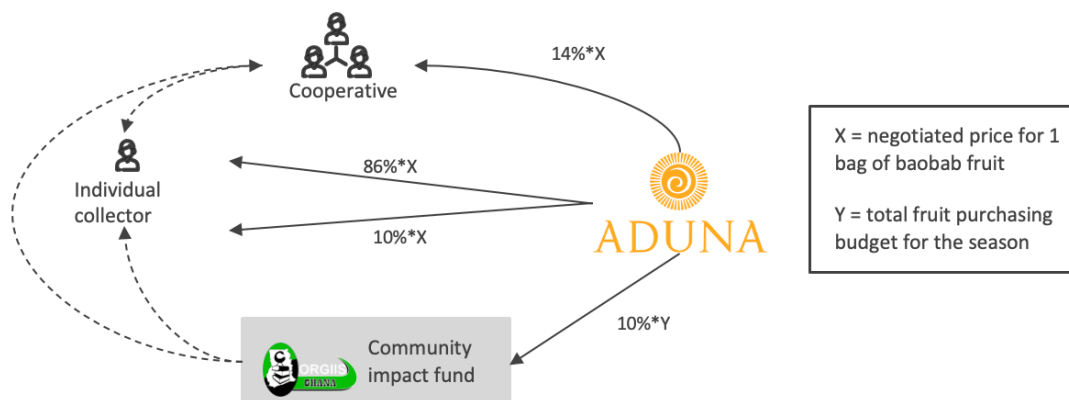 14%*X
Cooperative
86%*X
Individual
collector
10%*X
ADUNA
X = negotiated price for 1
bag of baobab fruit
Y = total fruit purchasing
budget for the season
10%*Y
ORGIIS
GHANA
Community
impact fund